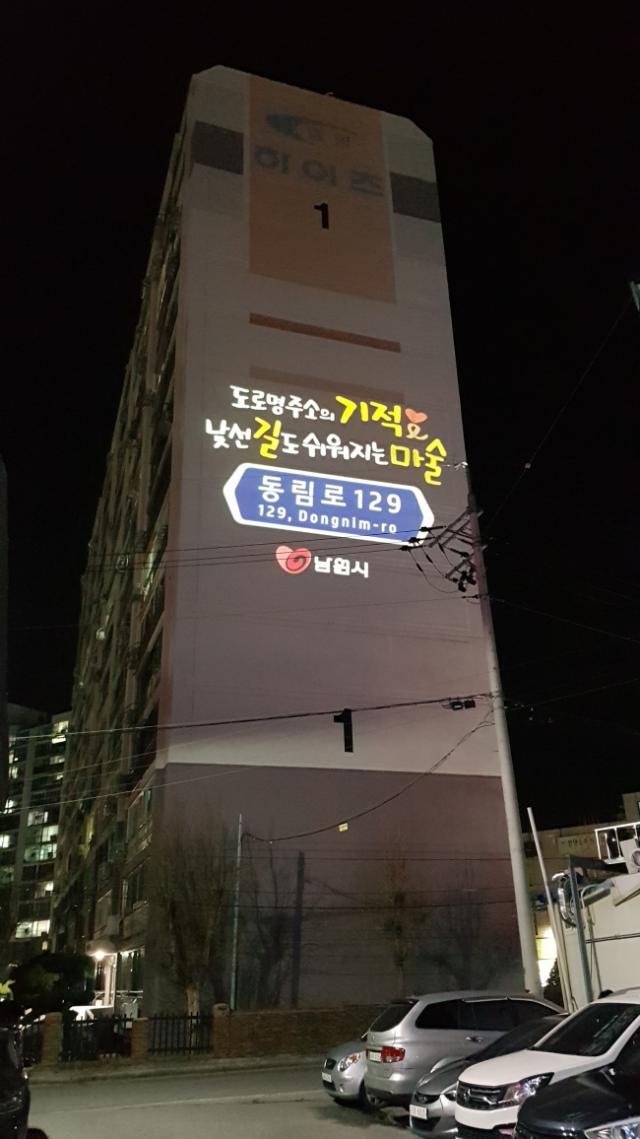 하이츠
1
도로명주소의 기적
낯선 길도 쉬워지는 마술
동림로 129
129, Dongnim-ro
남원시
1